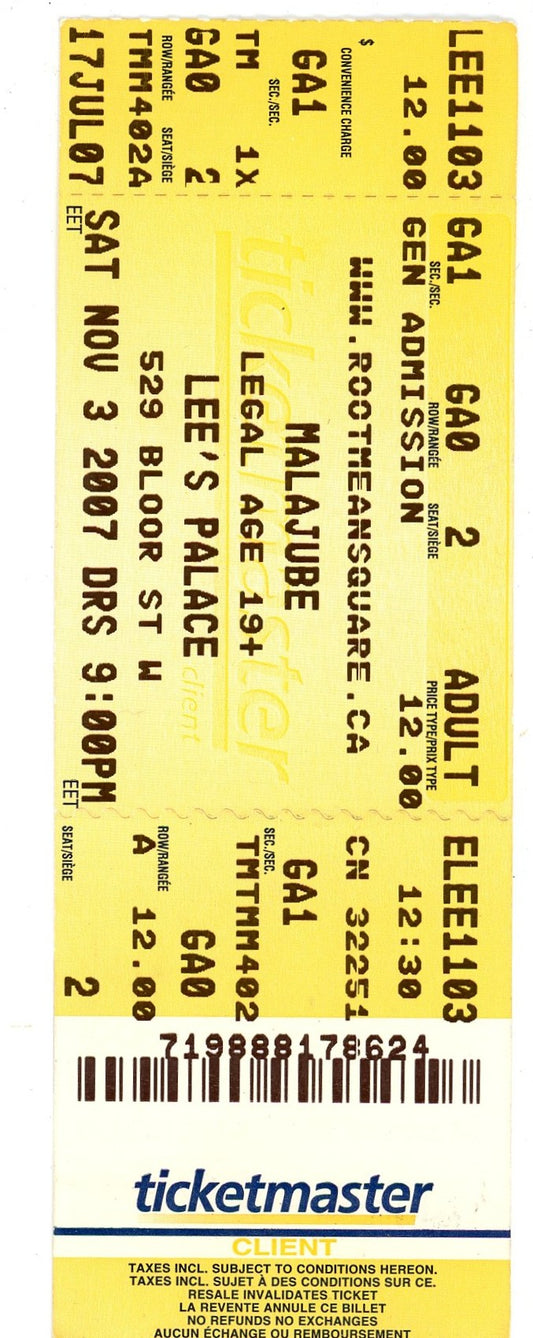 LEE1103
12.00
$
CONVENIENCE CHARGE
GA1
SEC./SEC.
TM 1X
GA0 2
ROW/RANGÉE SEAT/SIÈGE
TMM402A
17JUL07
GA1 GA0 2 ADULT
SEC./SEC. ROW/RANGÉE SEAT/SIÈGE PRICE TYPE/PRIX TYPE
GEN ADMISSION 12.00
WWW.ROOTMEANSQUARE.CA
MALAJUBE
LEGAL AGE 19+
LEE'S PALACE
529 BLOOR ST W
SAT NOV 3 2007 DRS 9:00PM
EET EET
ticketmaster
client
ELEE1103
12:30
CN 32251
GA1
SEC./SEC.
TMTMM402
GA0
ROW/RANGÉE
A 12.00
SEAT/SIÈGE
2
719888178624
ticketmaster
CLIENT
TAXES INCL. SUBJECT TO CONDITIONS HEREON.
TAXES INCL. SUJET À DES CONDITIONS SUR CE.
RESALE INVALIDATES TICKET
LA REVENTE ANNULE CE BILLET
NO REFUNDS NO EXCHANGES
AUCUN ÉCHANGE OU REMBOURSEMENT